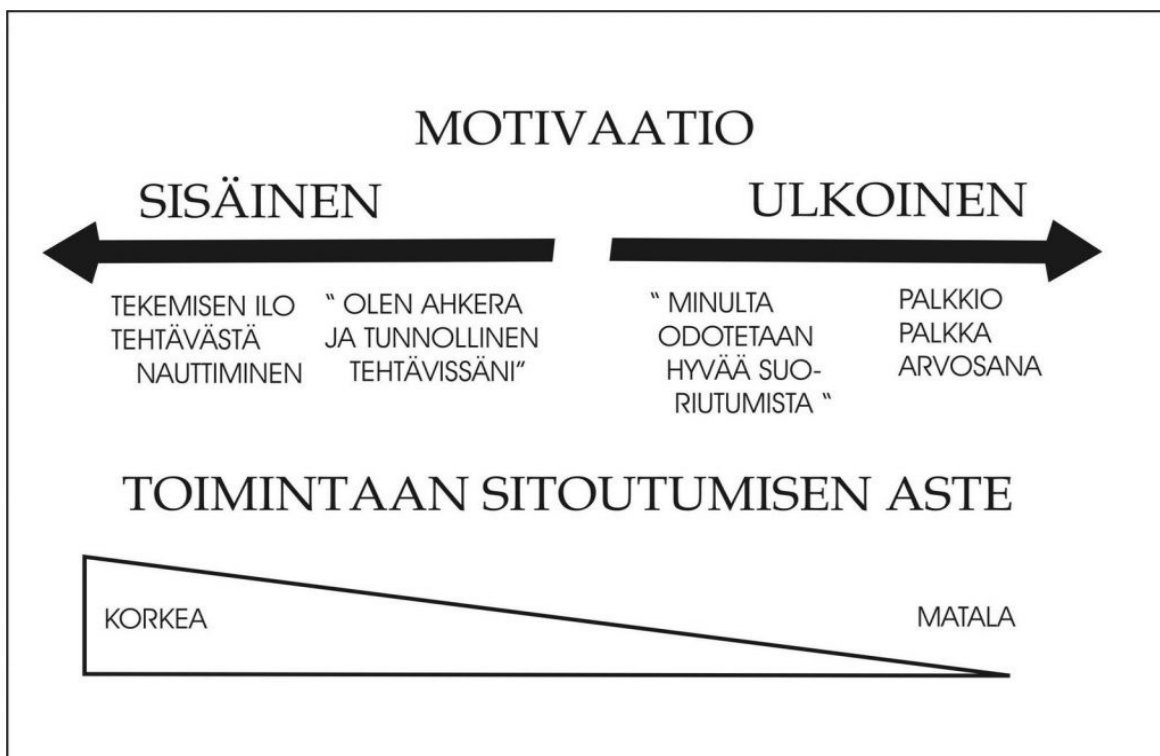 MOTIVAATIO
SISÄINEN
ULKOINEN
TEKEMISEN ILO
TEHTÄVÄSTÄ
NAUTTIMINEN
“ OLEN AHKERA
JA TUNNOLLINEN
TEHTÄVISSÄNI”
“ MINULTA
ODOTETAAN
HYVÄÄ SUO-
RIUTUMISTA “
PALKKIO
PALKKA
ARVOSANA
TOIMINTAAN SITOUTUMISEN ASTE
KORKEA
MATALA